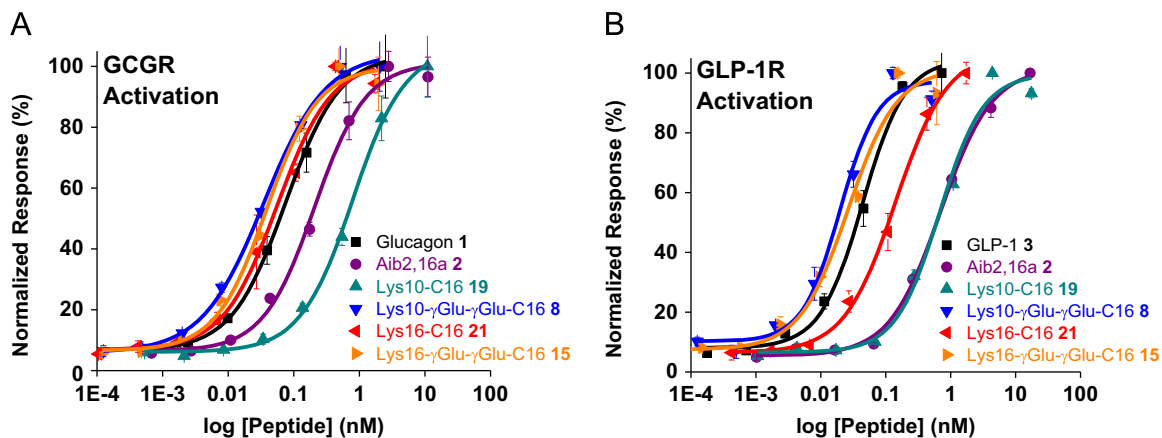 A
GCGR
Activation
Normalized Response (%)
100
80
60
40
20
0
Glucagon 1
Aib2,16a 2
Lys10-C16 19
Lys10-γGlu-γGlu-C16 8
Lys16-C16 21
Lys16-γGlu-γGlu-C16 15
1E-4 1E-3 0.01 0.1 1 10 100
log [Peptide] (nM)
B
GLP-1R
Activation
Normalized Response (%)
100
80
60
40
20
0
GLP-1 3
Aib2,16a 2
Lys10-C16 19
Lys10-γGlu-γGlu-C16 8
Lys16-C16 21
Lys16-γGlu-γGlu-C16 15
1E-4 1E-3 0.01 0.1 1 10 100
log [Peptide] (nM)